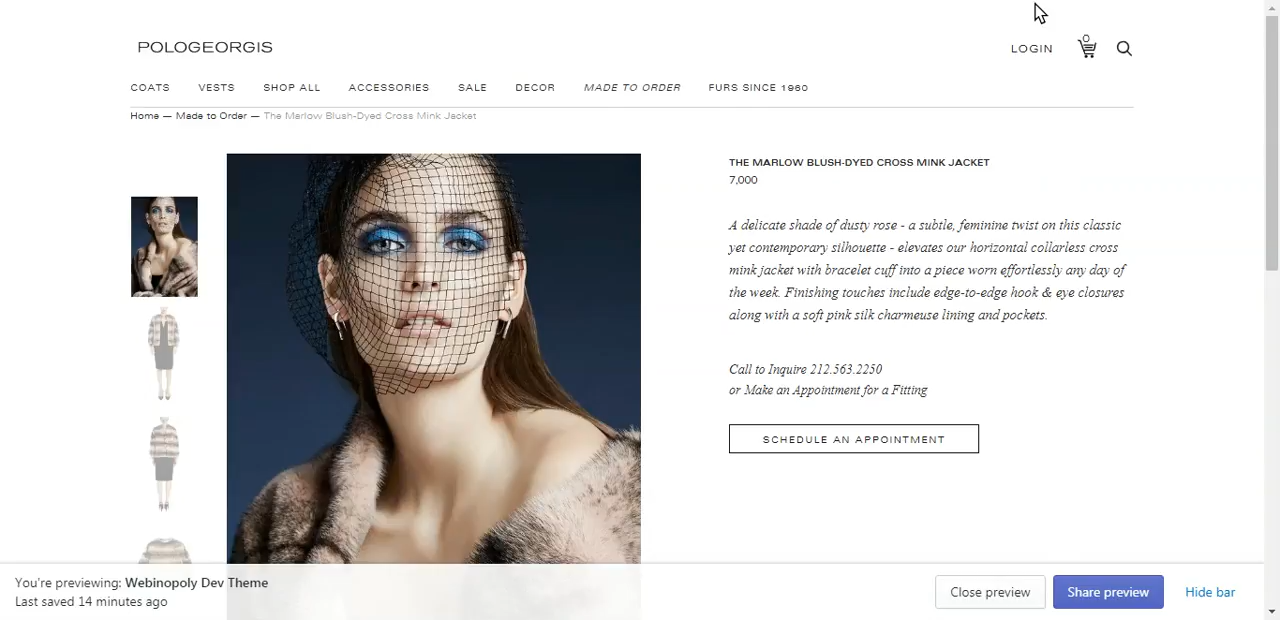 POLOGEORGIS
LOGIN
0
COATS VESTS SHOP ALL ACCESSORIES SALE DECOR MADE TO ORDER FURS SINCE 1960
Home — Made to Order — The Marlow Blush-Dyed Cross Mink Jacket
THE MARLOW BLUSH-DYED CROSS MINK JACKET
7,000
A delicate shade of dusty rose - a subtle, feminine twist on this classic
yet contemporary silhouette - elevates our horizontal collarless cross
mink jacket with bracelet cuff into a piece worn effortlessly any day of
the week. Finishing touches include edge-to-edge hook & eye closures
along with a soft pink silk charmeuse lining and pockets.
Call to Inquire 212.563.2250
or Make an Appointment for a Fitting
SCHEDULE AN APPOINTMENT
You're previewing: Webinopoly Dev Theme
Last saved 14 minutes ago
Close preview
Share preview
Hide bar